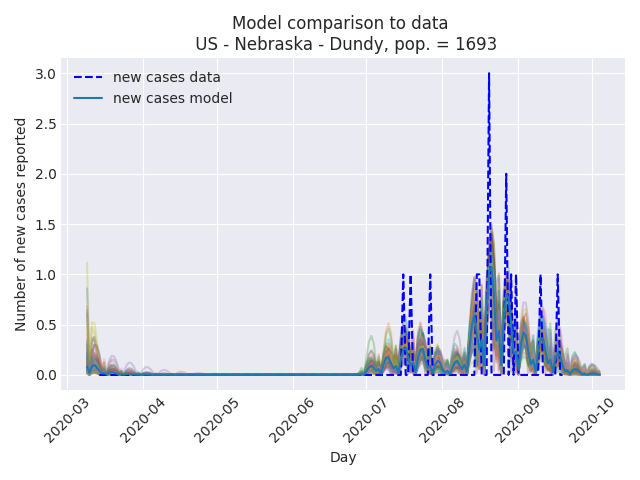 Model comparison to data
US - Nebraska - Dundy, pop. = 1693
new cases data
new cases model
Number of new cases reported
3.0
2.5
2.0
1.5
1.0
0.5
0.0
2020-03
2020-04
2020-05
2020-06
2020-07
2020-08
2020-09
2020-10
Day